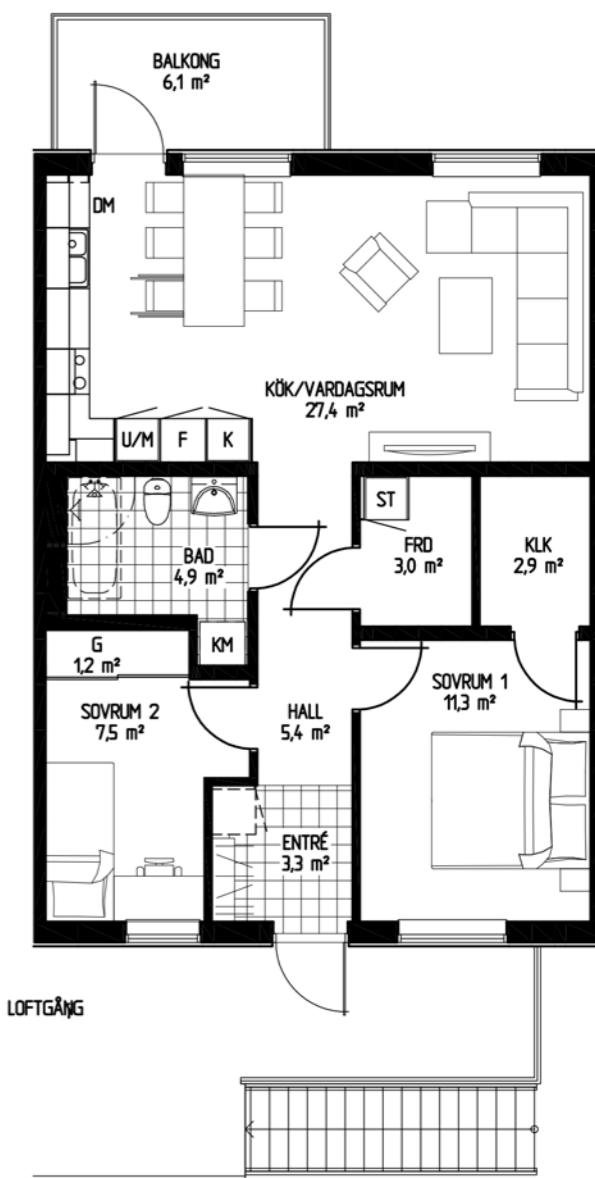 BALKONG
6,1 m²
DM
KÖK/VARDAGSRUM
27,4 m²
U/M F K
ST
BAD
4,9 m²
FRD
3,0 m²
KLK
2,9 m²
KM
G
1,2 m²
SOVRUM 2
7,5 m²
HALL
5,4 m²
SOVRUM 1
11,3 m²
ENTRÉ
3,3 m²
LOFTGÅNG